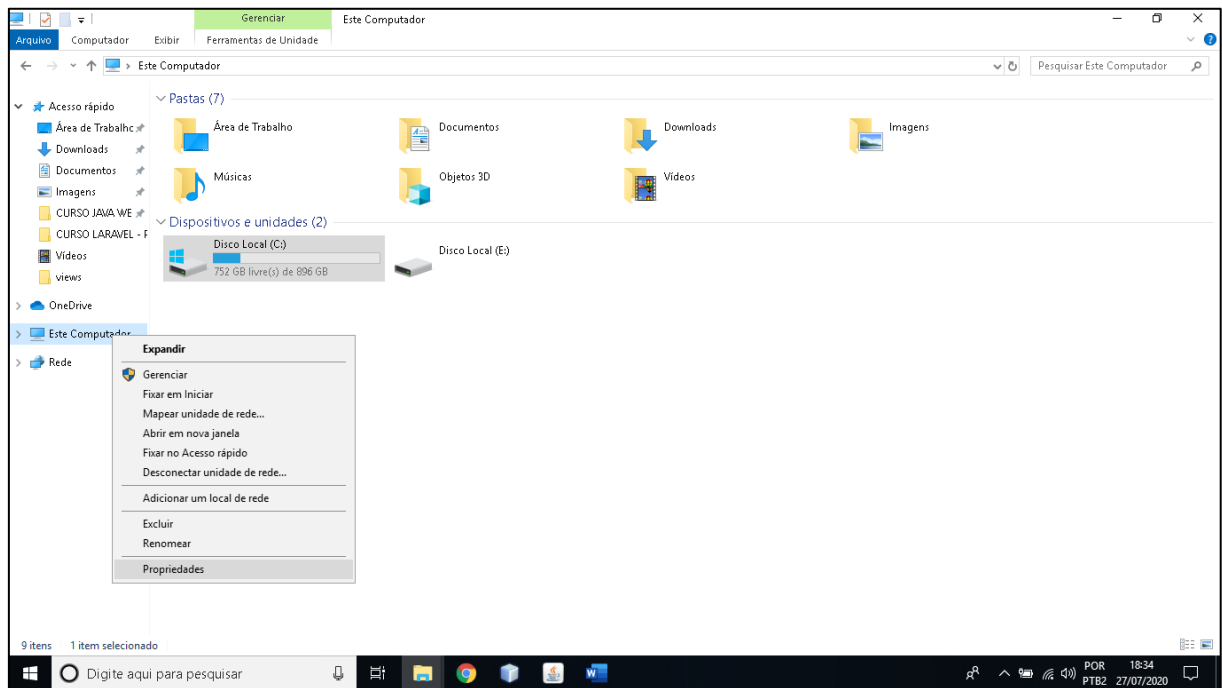 Gerenciar
Este Computador
Arquivo
Computador
Exibir
Ferramentas de Unidade
Este Computador
Pesquisar Este Computador
Acesso rápido
Área de Trabalhc
Downloads
Documentos
Imagens
CURSO JAVA WE
CURSO LARAVEL - F
Vídeos
views
OneDrive
Este Computador
Rede
Pastas (7)
Área de Trabalho
Documentos
Downloads
Imagens
Músicas
Objetos 3D
Vídeos
Dispositivos e unidades (2)
Disco Local (C:)
752 GB livre(s) de 896 GB
Disco Local (E:)
Expandir
Gerenciar
Fixar em Iniciar
Mapear unidade de rede...
Abrir em nova janela
Fixar no Acesso rápido
Desconectar unidade de rede...
Adicionar um local de rede
Excluir
Renomear
Propriedades
9 itens
1 item selecionado
Digite aqui para pesquisar
POR
PTB2
18:34
27/07/2020